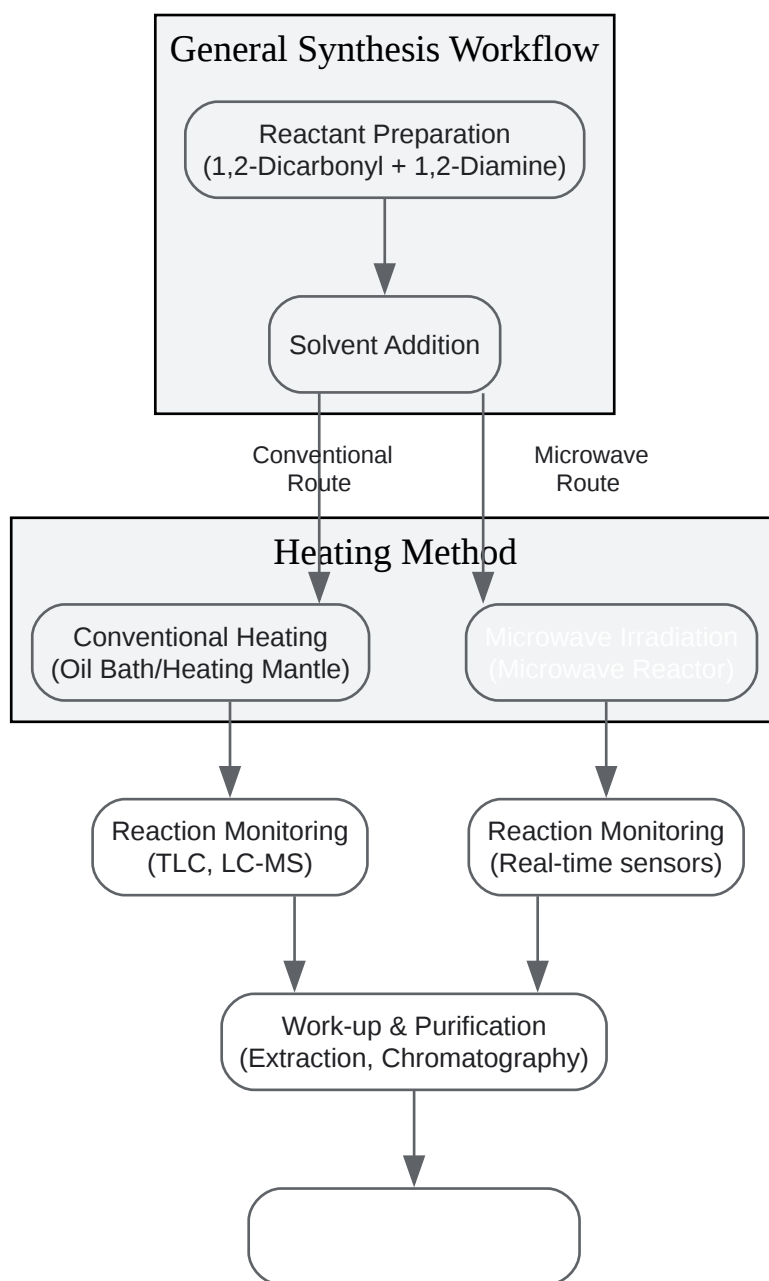 General Synthesis Workflow
Reactant Preparation
(1,2-Dicarbonyl + 1,2-Diamine)
Solvent Addition
Conventional
Route
Microwave
Route
Heating Method
Conventional Heating
(Oil Bath/Heating Mantle)
Microwave Irradiation
(Microwave Reactor)
Reaction Monitoring
(TLC, LC-MS)
Reaction Monitoring
(Real-time sensors)
Work-up & Purification
(Extraction, Chromatography)